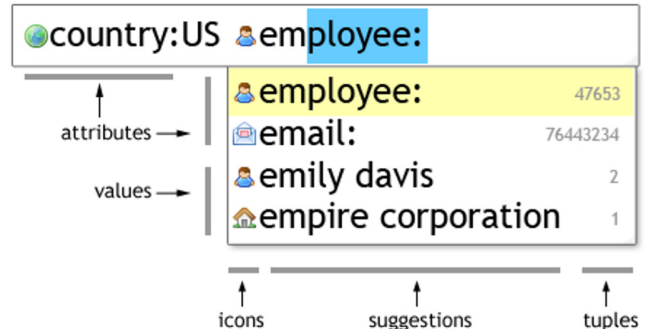 country:US employee:
employee: 47653
attributes
email: 76443234
values
emily davis 2
empire corporation 1
icons suggestions tuples